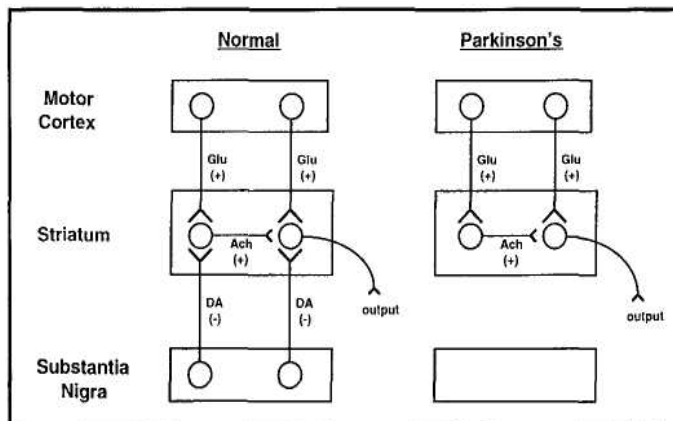 Normal
Parkinson's
Motor
Cortex
Glu
(+)
Glu
(+)
Glu
(+)
Glu
(+)
Striatum
Ach
(+)
Ach
(+)
DA
(-)
DA
(-)
output
output
Substantia
Nigra